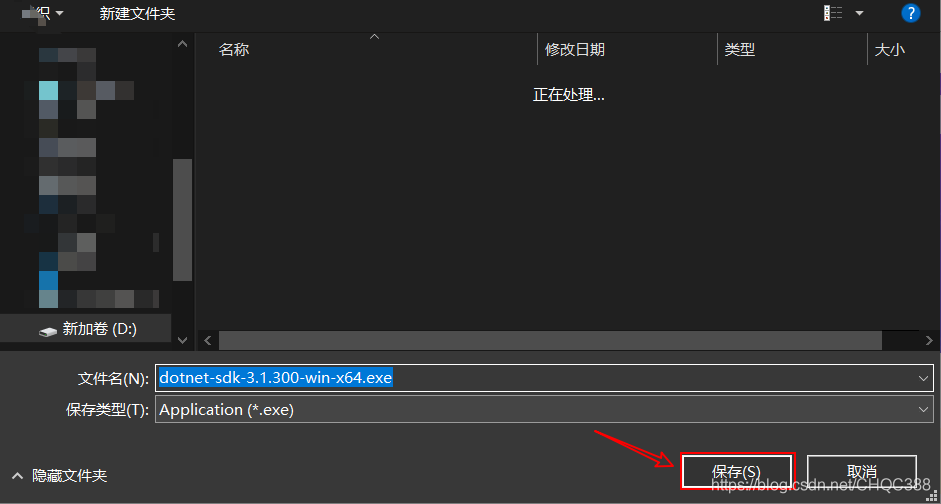 织 新建文件夹
名称 修改日期 类型 大小
正在处理...
新加卷 (D:)
文件名(N): dotnet-sdk-3.1.300-win-x64.exe
保存类型(T): Application (*.exe)
隐藏文件夹 保存(S) 取消
https://blog.csdn.net/CHQC388